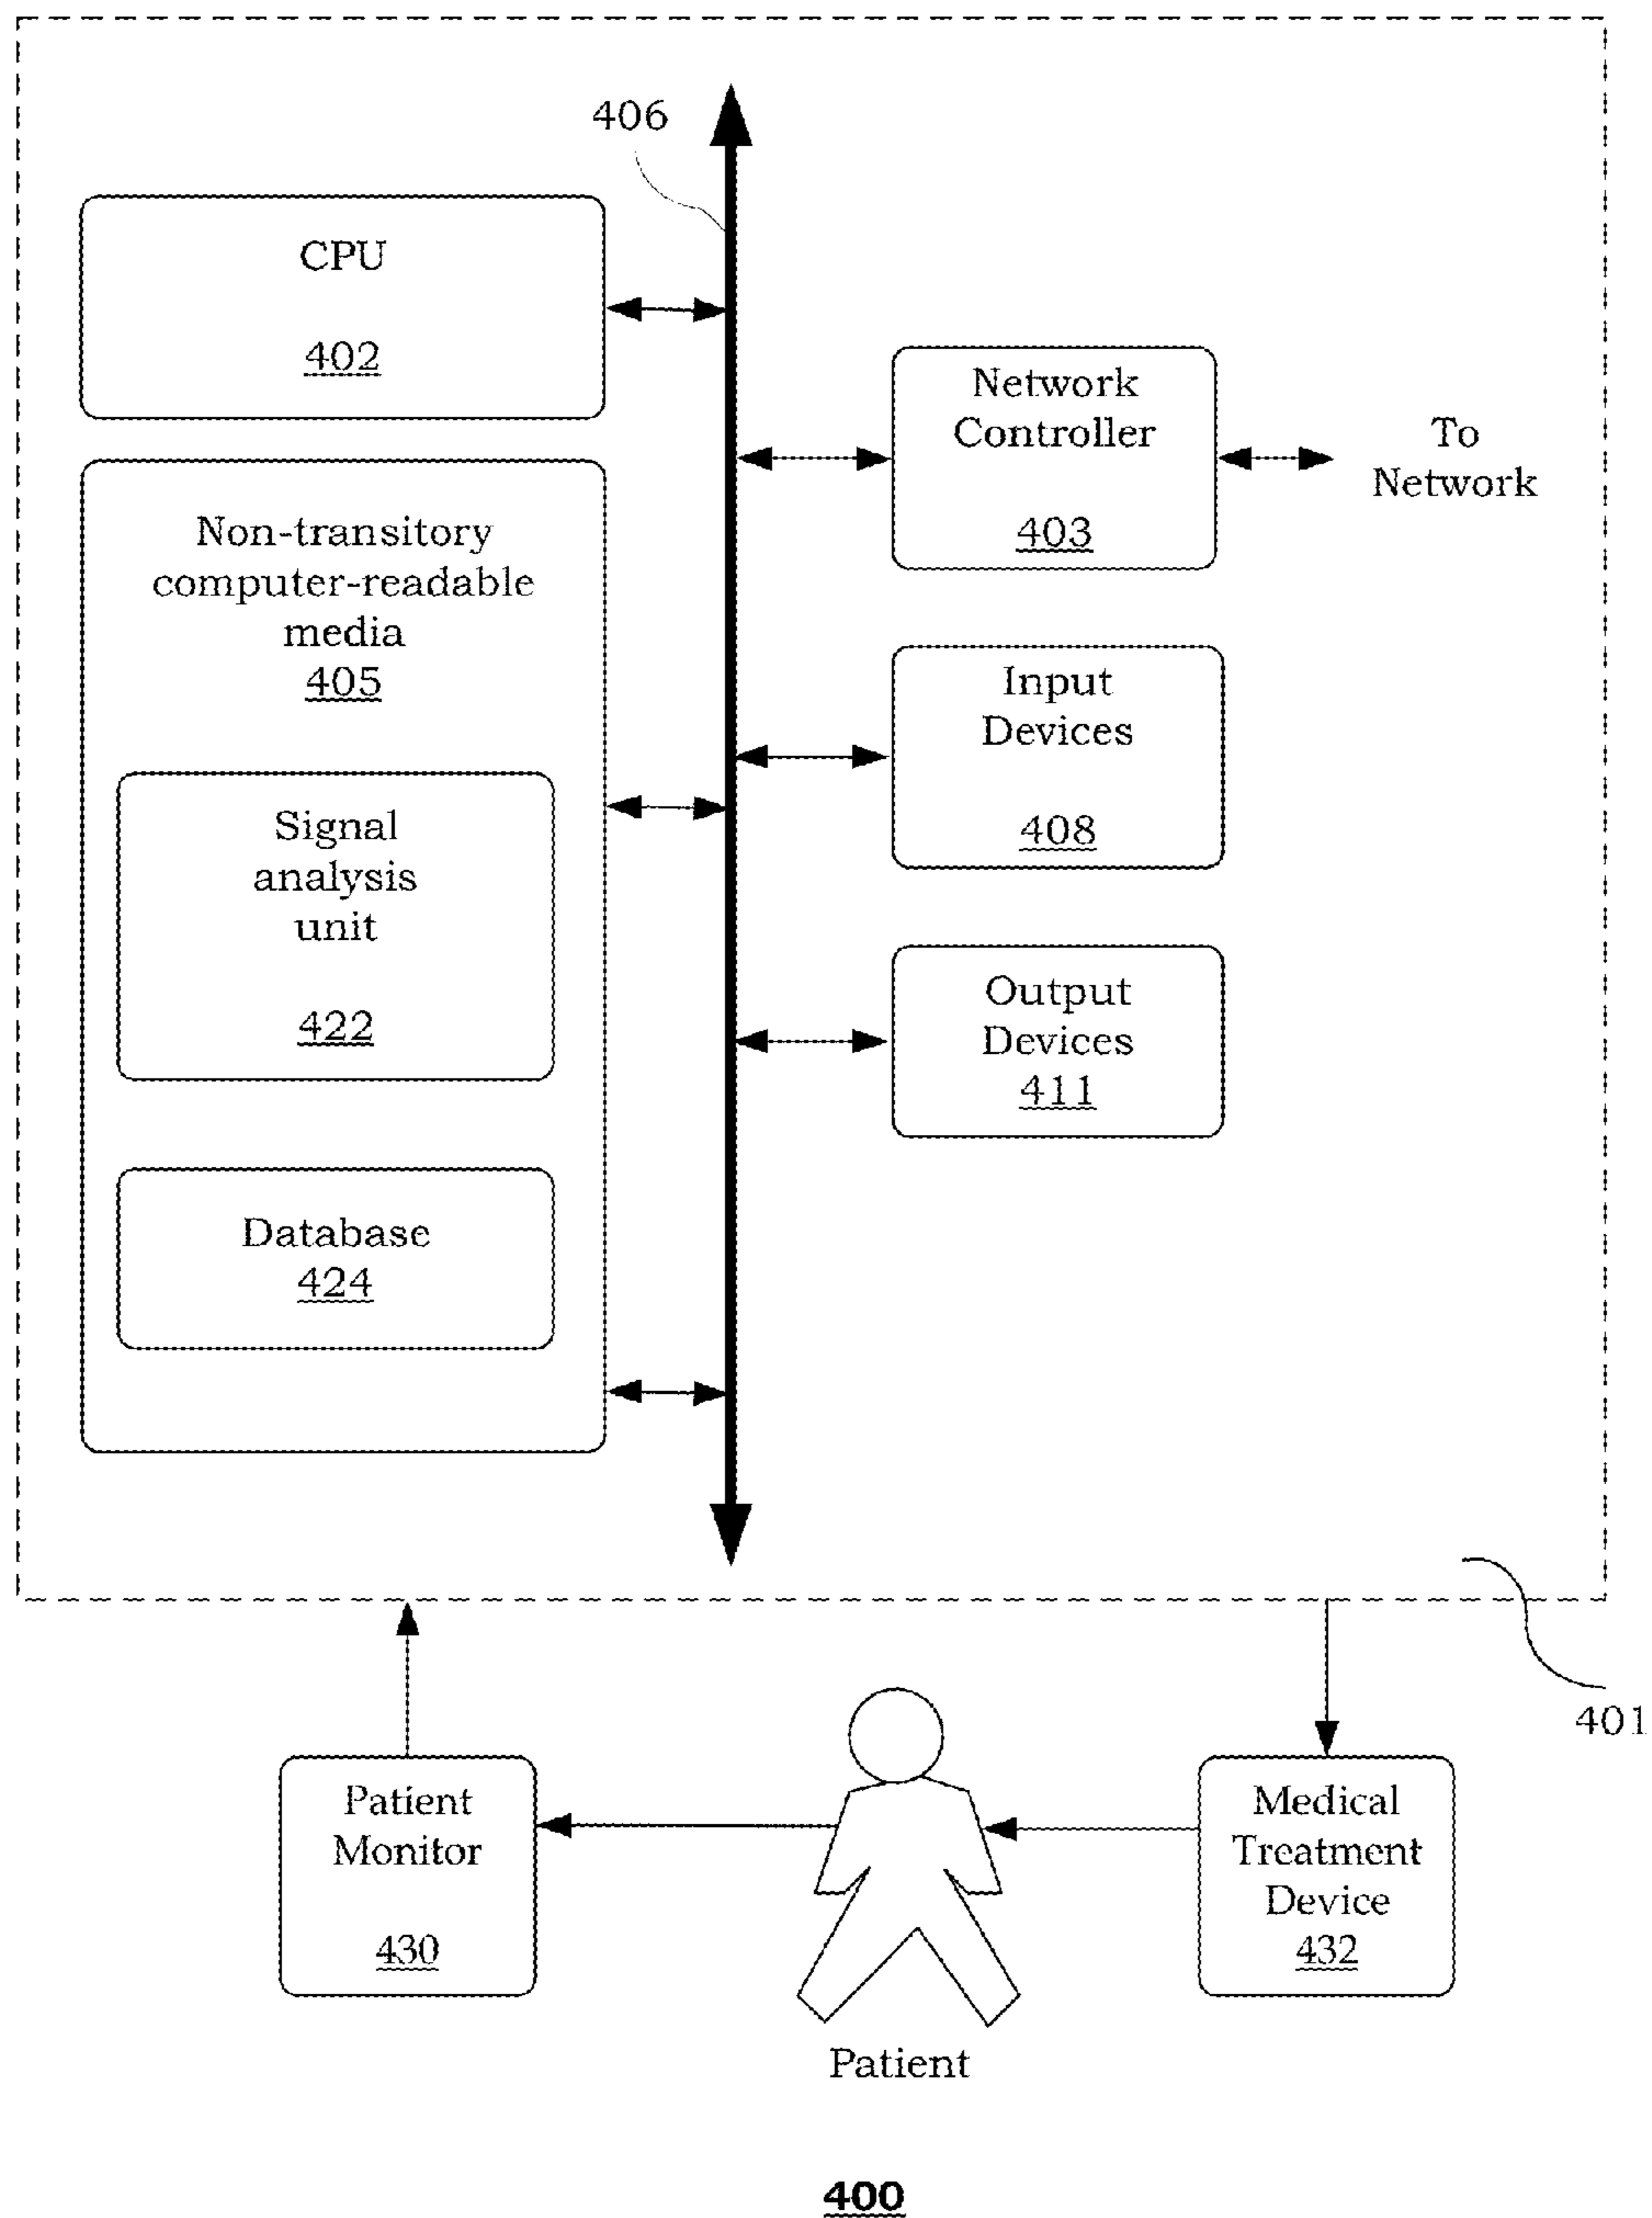 406
CPU
402
Network
Controller
403
To
Network
Non-transitory
computer-readable
media
405
Input
Devices
408
Signal
analysis
unit
422
Output
Devices
411
Database
424
401
Patient
Monitor
430
Medical
Treatment
Device
432
Patient
400